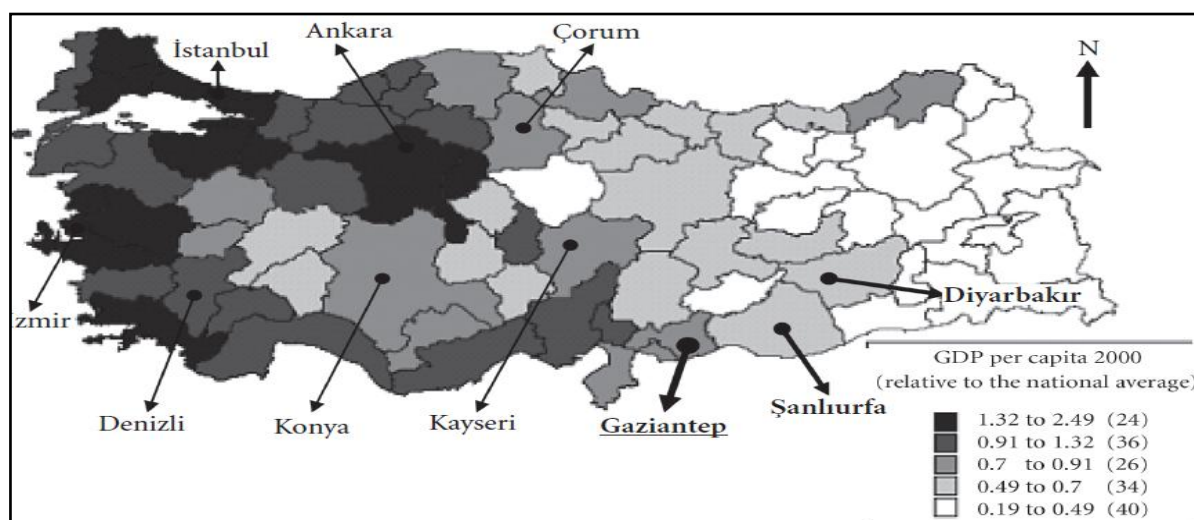 Ankara
Çorum
İstanbul
N
İzmir
Diyarbakır
GDP per capita 2000
(relative to the national average)
Denizli
Konya
Kayseri
Gaziantep
Şanlıurfa
1.32 to 2.49 (24)
0.91 to 1.32 (36)
0.7 to 0.91 (26)
0.49 to 0.7 (34)
0.19 to 0.49 (40)